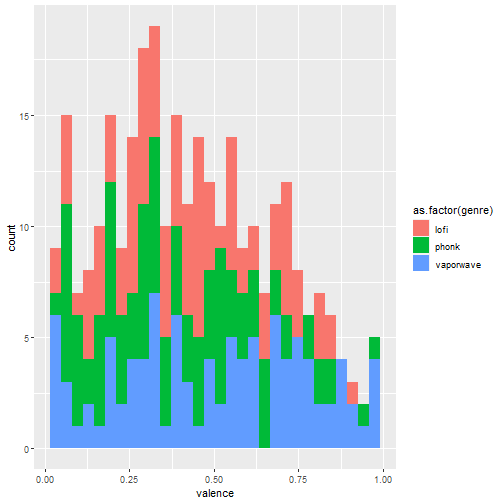 count
15
10
5
0
0.00 0.25 0.50 0.75 1.00
valence
as.factor(genre)
lofi
phonk
vaporwave